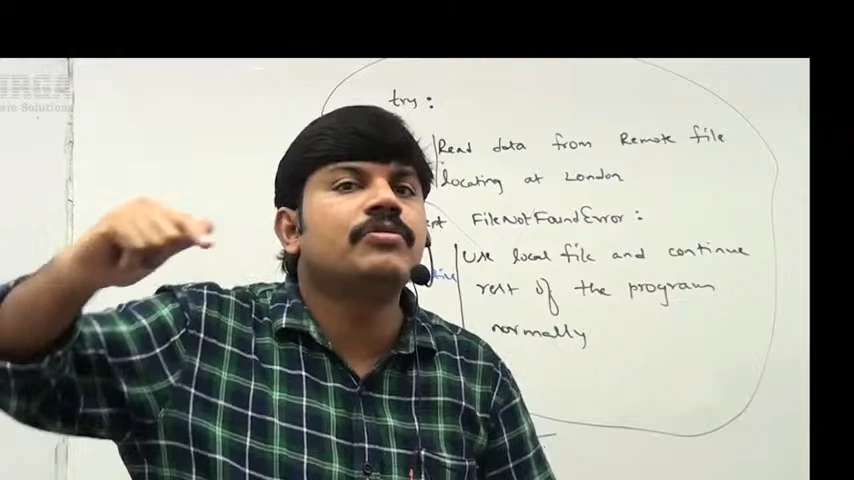 try :
Read data from Remote file
locating at London
FileNotFoundError :
Use local file and continue
rest of the program
normally